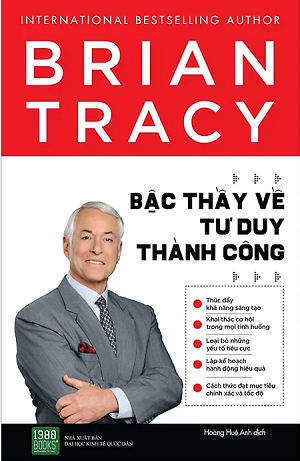 INTERNATIONAL BESTSELLING AUTHOR
BRIAN
TRACY
BẬC THẦY VỀ
TƯ DUY
THÀNH CÔNG
Thúc đẩy
khả năng sáng tạo
Khai thác cơ hội
trong mọi tình huống
Loại bỏ những
yếu tố tiêu cực
Lập kế hoạch
hành động hiệu quả
Cách thức đạt mục tiêu
chính xác và tốc độ
Hoàng Huệ Anh dịch
1980
BOOKS
NHÀ XUẤT BẢN
ĐẠI HỌC KINH TẾ QUỐC DÂN